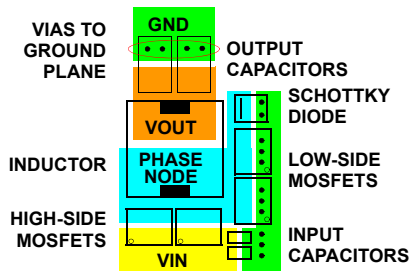 VIAS TO
GROUND
PLANE
GND
OUTPUT
CAPACITORS
SCHOTTKY
DIODE
VOUT
INDUCTOR
PHASE
NODE
LOW-SIDE
MOSFETS
HIGH-SIDE
MOSFETS
VIN
INPUT
CAPACITORS